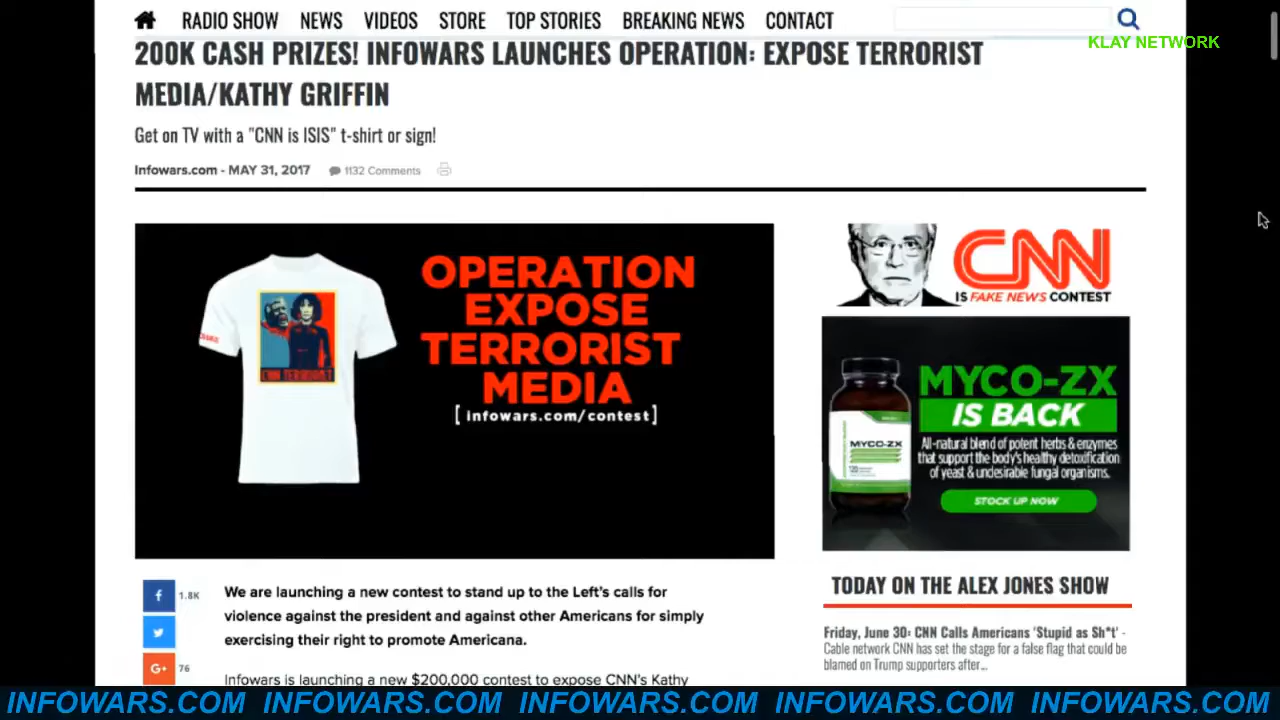 RADIO SHOW NEWS VIDEOS STORE TOP STORIES BREAKING NEWS CONTACT
KLAY NETWORK
200K CASH PRIZES! INFOWARS LAUNCHES OPERATION: EXPOSE TERRORIST
MEDIA/KATHY GRIFFIN
Get on TV with a "CNN is ISIS" t-shirt or sign!
Infowars.com - MAY 31, 2017 1132 Comments
OPERATION
EXPOSE
TERRORIST
MEDIA
[ infowars.com/contest ]
CNN
IS FAKE NEWS CONTEST
MYCO-ZX
IS BACK
All-natural blend of potent herbs & enzymes
that support the body's healthy detoxification
of yeast & undesirable fungal organisms.
STOCK UP NOW
MYCO-ZX
f 1.8K
G+ 76
We are launching a new contest to stand up to the Left's calls for
violence against the president and against other Americans for simply
exercising their right to promote Americana.
Infowars is launching a new $200,000 contest to expose CNN's Kathy
TODAY ON THE ALEX JONES SHOW
Friday, June 30: CNN Calls Americans 'Stupid as Sh*t' -
Cable network CNN has set the stage for a false flag that could be
blamed on Trump supporters after...
INFOWARS.COM INFOWARS.COM INFOWARS.COM INFOWARS.COM INFOWARS.COM